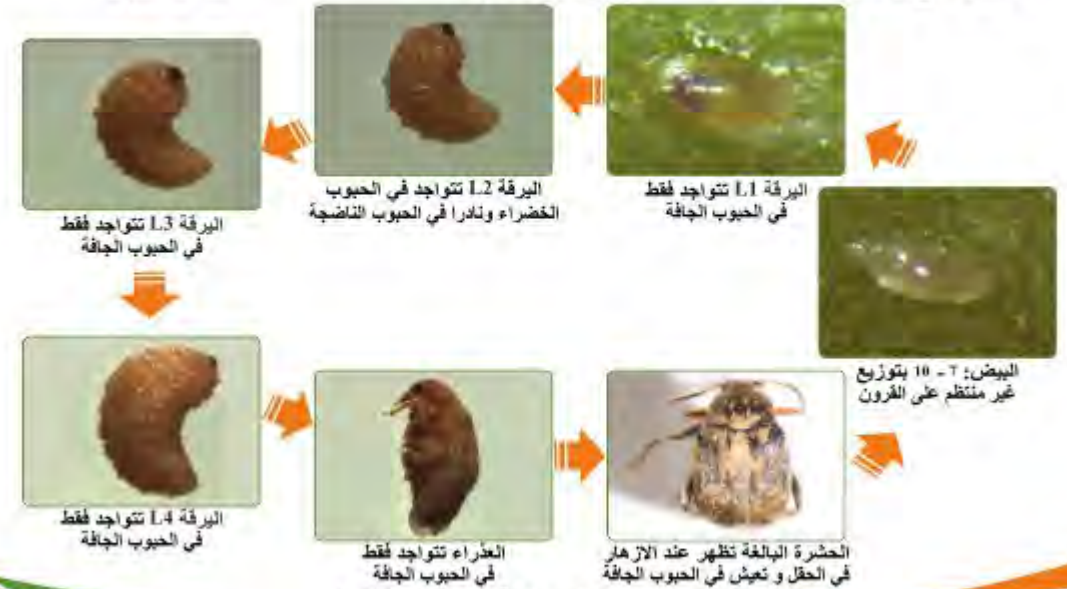 اليرقة L1 تتواجد فقط
في الحبوب الجافة
اليرقة L2 تتواجد في الحبوب
الخضراء ونادرا في الحبوب الناضجة
اليرقة L3 تتواجد فقط
في الحبوب الجافة
اليرقة L4 تتواجد فقط
في الحبوب الجافة
العذراء تتواجد فقط
في الحبوب الجافة
الحشرة البالغة تظهر عند الازهار
في الحقل و تعيش في الحبوب الجافة
البيض: 7 - 10 بتوزيع
غير منتظم على القرون